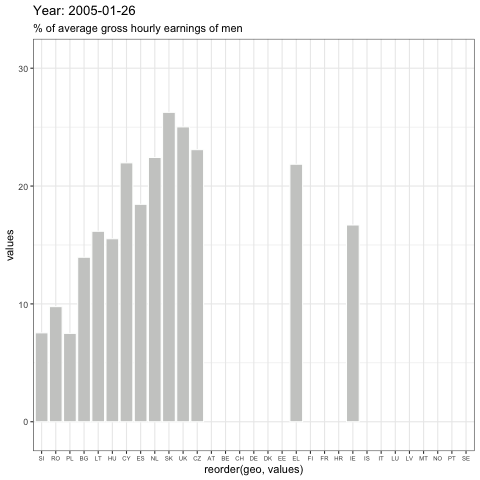 Year: 2005-01-26
% of average gross hourly earnings of men
30
20
10
0
values
SI RO PL BG LT HU CY ES NL SK UK CZ AT BE CH DE DK EE EL FI FR HR IE IS IT LU LV MT NO PT SE
reorder(geo, values)